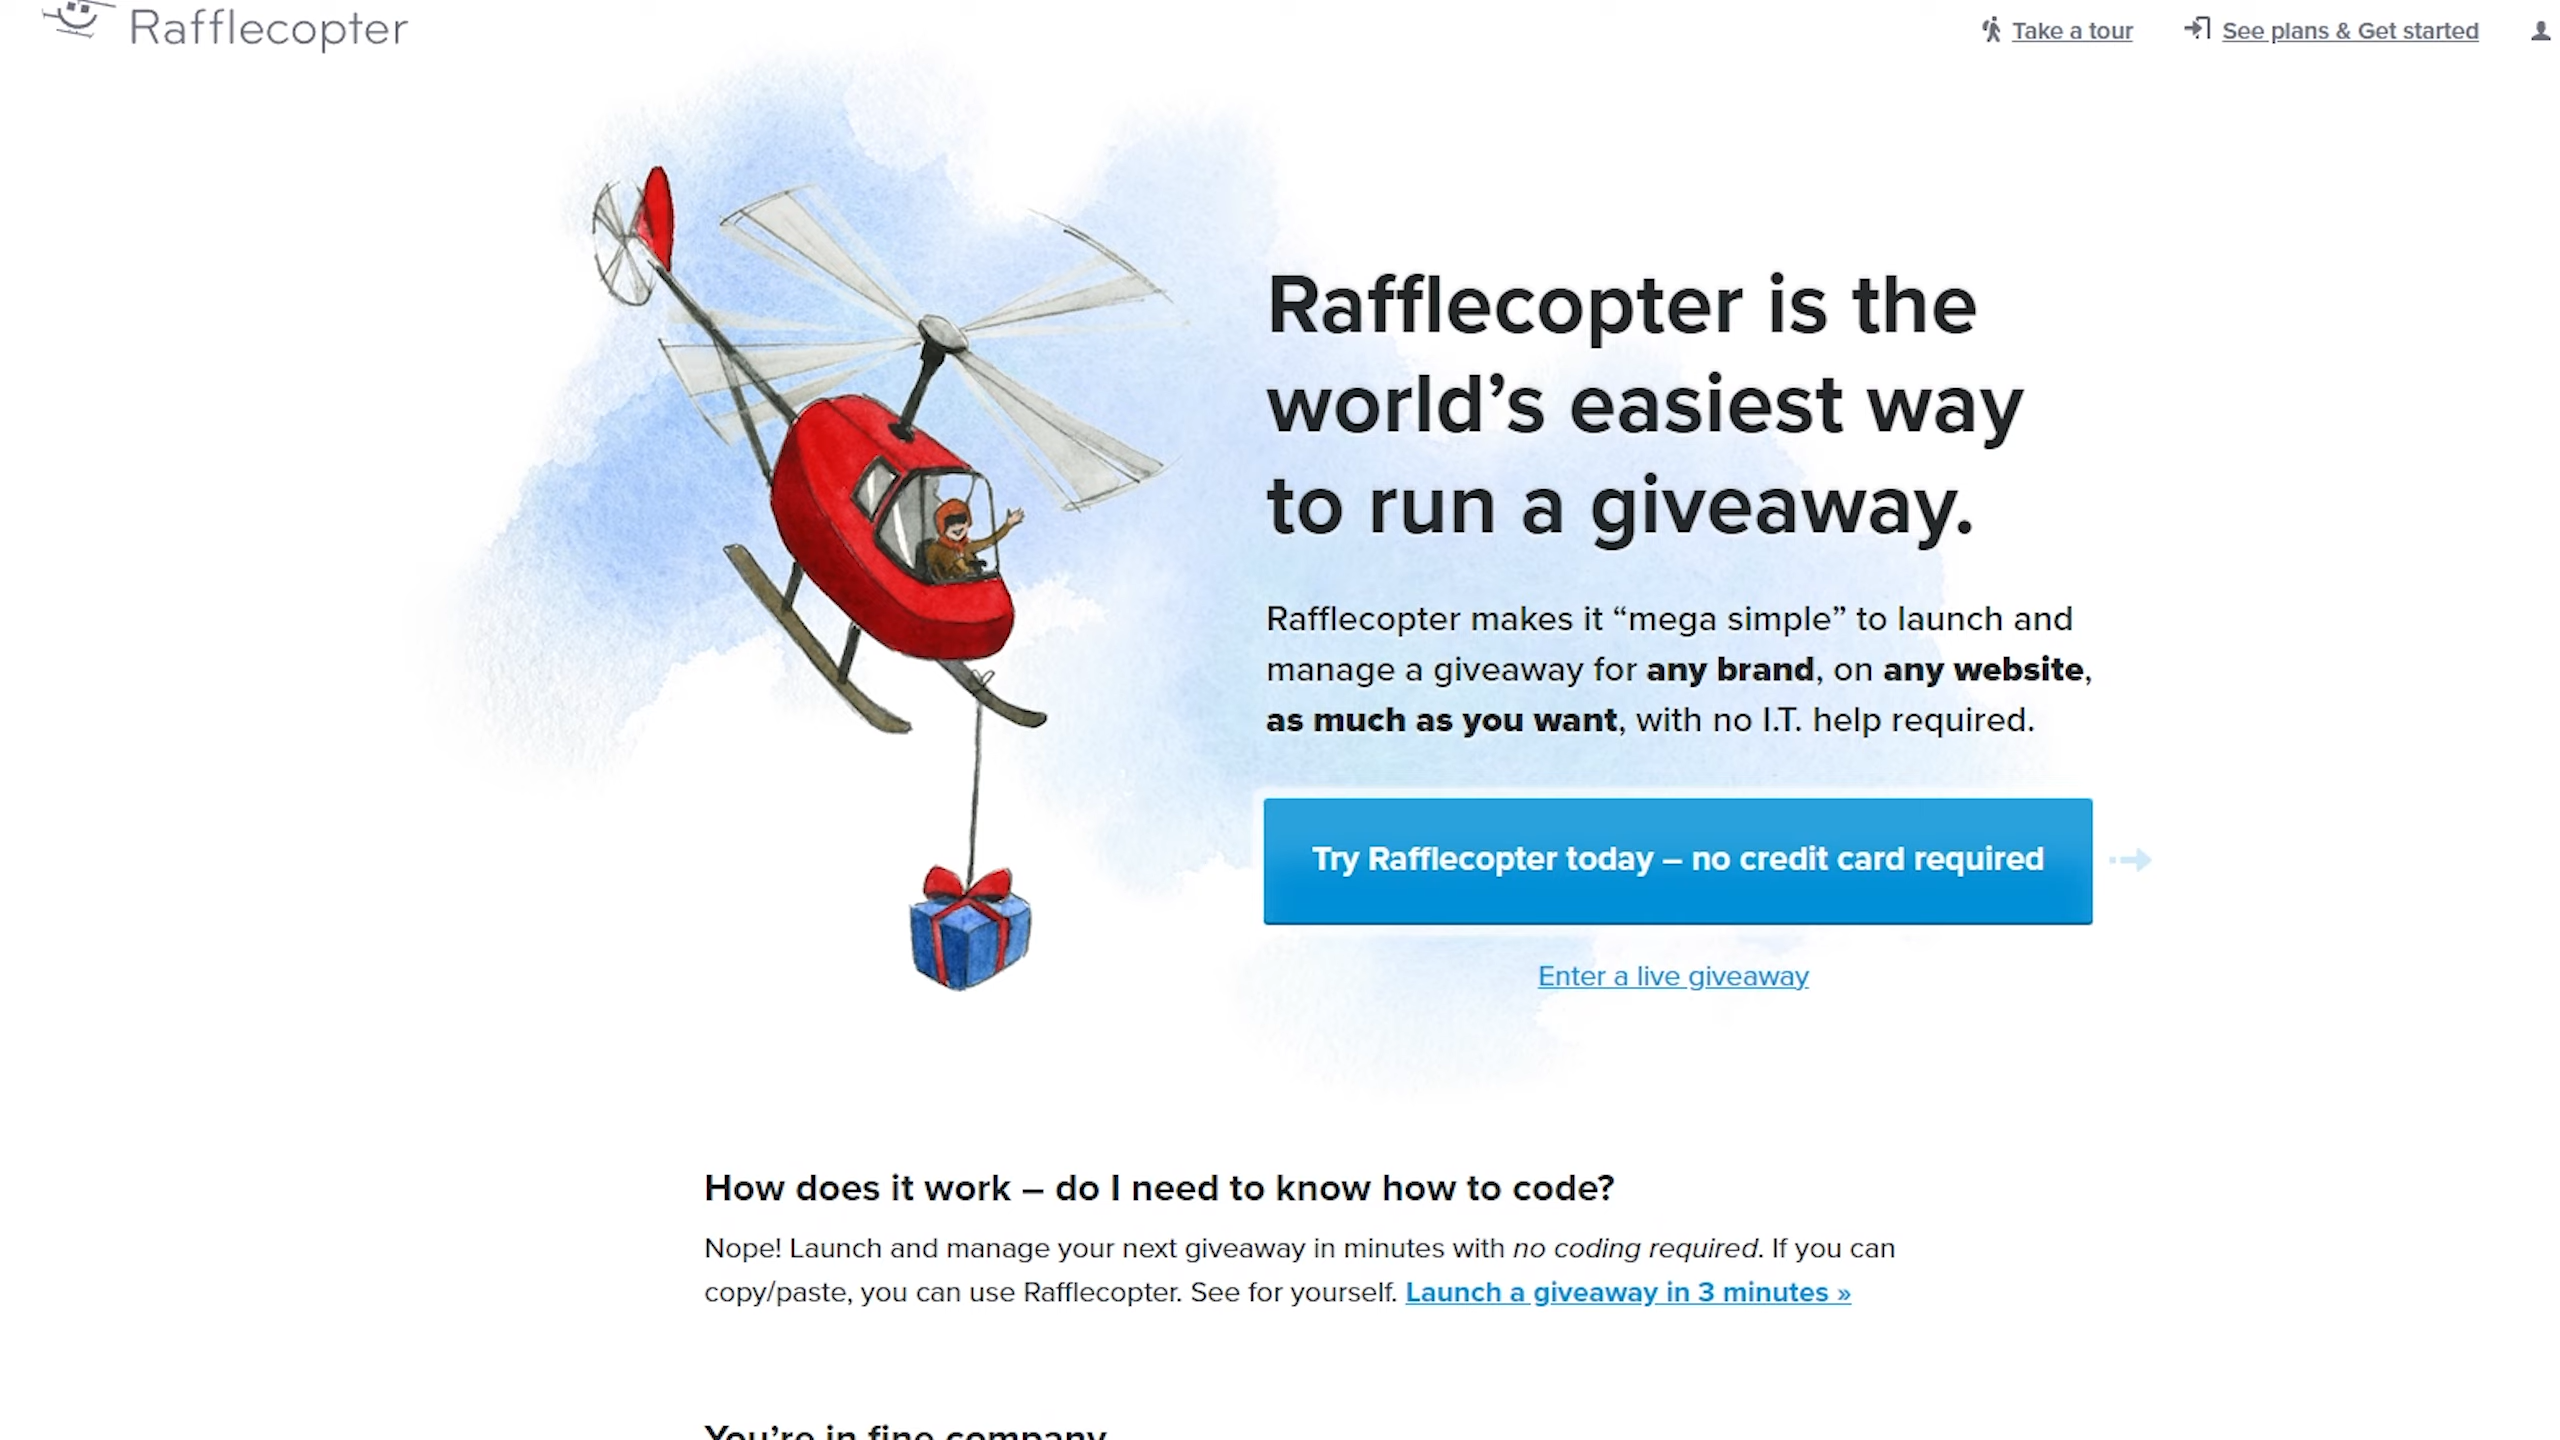 Rafflecopter
Take a tour
See plans & Get started
Rafflecopter is the
world’s easiest way
to run a giveaway.
Rafflecopter makes it “mega simple” to launch and
manage a giveaway for any brand, on any website,
as much as you want, with no I.T. help required.
Try Rafflecopter today – no credit card required
Enter a live giveaway
How does it work – do I need to know how to code?
Nope! Launch and manage your next giveaway in minutes with no coding required. If you can
copy/paste, you can use Rafflecopter. See for yourself. Launch a giveaway in 3 minutes »
You’re in fine company